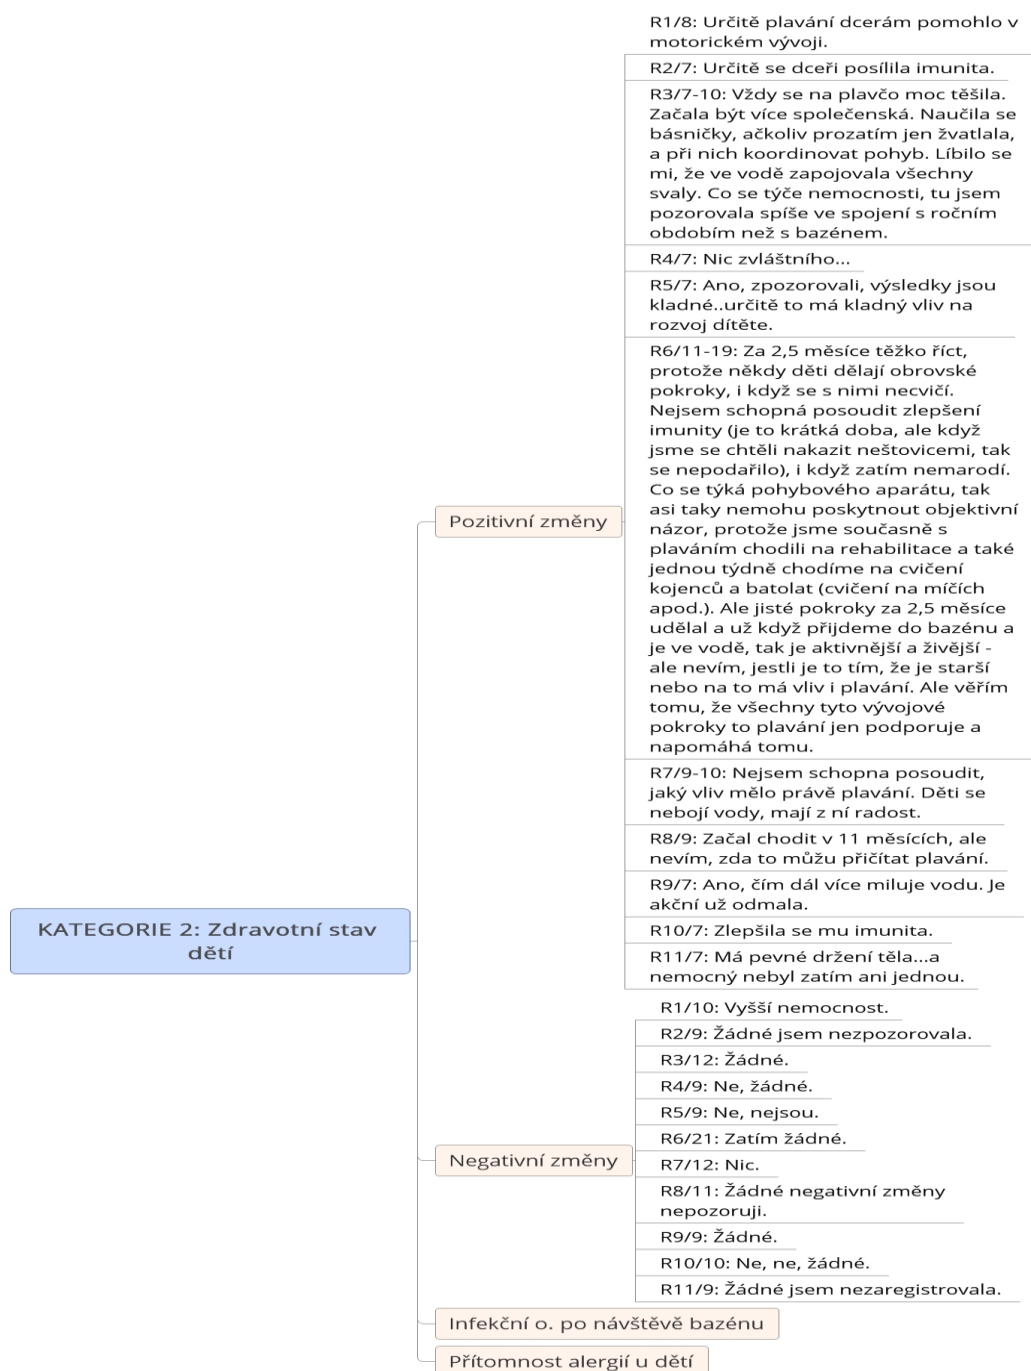 R1/8: Určitě plavání dcerám pomohlo v
motorickém vývoji.
R2/7: Určitě se dceři posílila imunita.
R3/7-10: Vždy se na plavčo moc těšila.
Začala být více společenská. Naučila se
básničky, ačkoliv prozatím jen žvatlala,
a při nich koordinovat pohyb. Líbilo se
mi, že ve vodě zapojovala všechny
svaly. Co se týče nemocnosti, tu jsem
pozorovala spíše ve spojení s ročním
obdobím než s bazénem.
R4/7: Nic zvláštního...
R5/7: Ano, zpozorovali, výsledky jsou
kladné..určitě to má kladný vliv na
rozvoj dítěte.
R6/11-19: Za 2,5 měsíce těžko říct,
protože někdy děti dělají obrovské
pokroky, i když se s nimi necvičí.
Nejsem schopná posoudit zlepšení
imunity (je to krátká doba, ale když
jsme se chtěli nakazit neštovicemi, tak
se nepodařilo), i když zatím nemarodí.
Co se týká pohybového aparátu, tak
asi taky nemohu poskytnout objektivní
názor, protože jsme současně s
plaváním chodili na rehabilitace a také
jednou týdně chodíme na cvičení
kojenců a batolat (cvičení na míčích
apod.). Ale jisté pokroky za 2,5 měsíce
udělal a už když přijdeme do bazénu a
je ve vodě, tak je aktivnější a živější -
ale nevím, jestli je to tím, že je starší
nebo na to má vliv i plavání. Ale věřím
tomu, že všechny tyto vývojové
pokroky to plavání jen podporuje a
napomáhá tomu.
R7/9-10: Nejsem schopna posoudit,
jaký vliv mělo právě plavání. Děti se
nebojí vody, mají z ní radost.
R8/9: Začal chodit v 11 měsících, ale
nevím, zda to můžu přičítat plavání.
R9/7: Ano, čím dál více miluje vodu. Je
akční už odmala.
R10/7: Zlepšila se mu imunita.
R11/7: Má pevné držení těla...a
nemocný nebyl zatím ani jednou.
Pozitivní změny
KATEGORIE 2: Zdravotní stav
dětí
R1/10: Vyšší nemocnost.
R2/9: Žádné jsem nezpozorovala.
R3/12: Žádné.
R4/9: Ne, žádné.
R5/9: Ne, nejsou.
R6/21: Zatím žádné.
R7/12: Nic.
R8/11: Žádné negativní změny
nepozoruji.
R9/9: Žádné.
R10/10: Ne, ne, žádné.
R11/9: Žádné jsem nezaregistrovala.
Negativní změny
Infekční o. po návštěvě bazénu
Přítomnost alergií u dětí